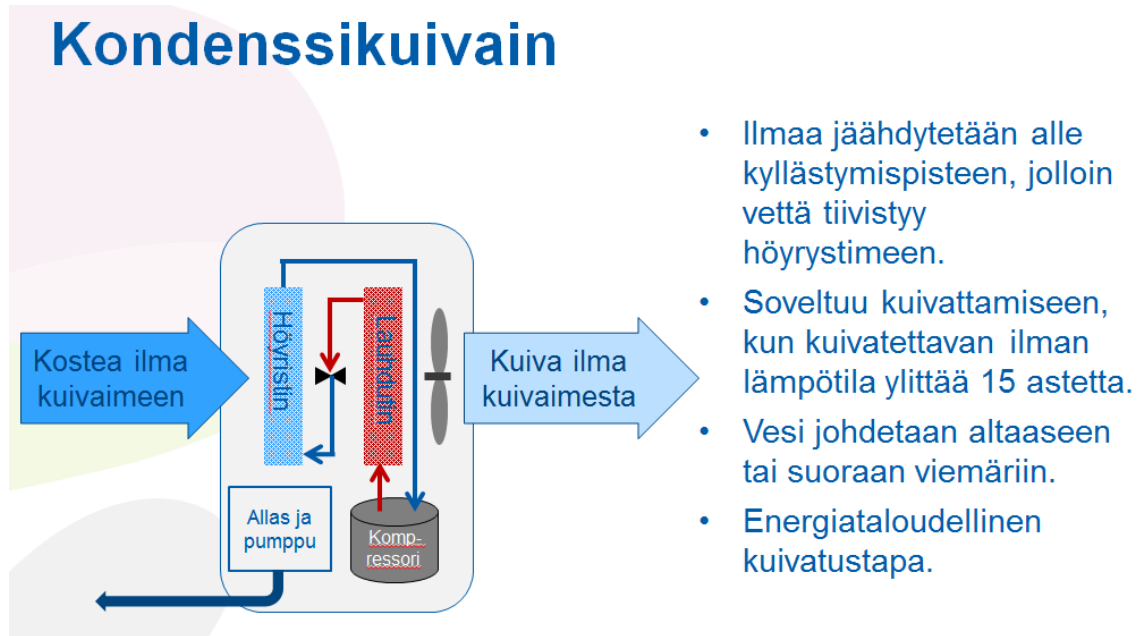 Kondenssikuivain
• Ilmaa jäähdytetään alle
kyllästymispisteen, jolloin
vettä tiivistyy
höyrystimeen.
• Soveltuu kuivattamiseen,
kun kuivatettavan ilman
lämpötila ylittää 15 astetta.
• Vesi johdetaan altaaseen
tai suoraan viemäriin.
• Energiataloudellinen
kuivatustapa.
Kostea ilma
kuivaimeen
Höyristiin
Lauhdutin
Kuiva ilma
kuivaimesta
Allas ja
pumppu
Komp-
ressori